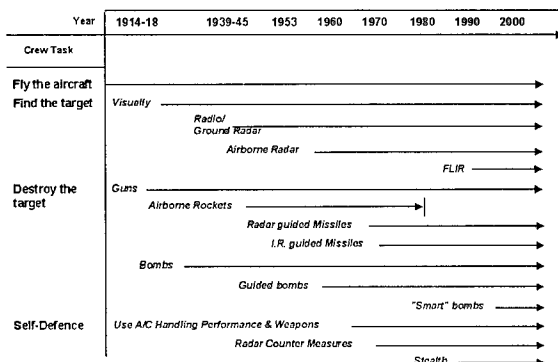 Year 1914-18 1939-45 1953 1960 1970 1980 1990 2000
Crew Task
Fly the aircraft
Find the target Visually
Radio/
Ground Radar
Airborne Radar
FLIR
Destroy the Guns
target
Airborne Rockets
Radar guided Missiles
I.R. guided Missiles
Bombs
Guided bombs
"Smart" bombs
Self-Defence Use A/C Handling Performance & Weapons
Radar Counter Measures
Stealth